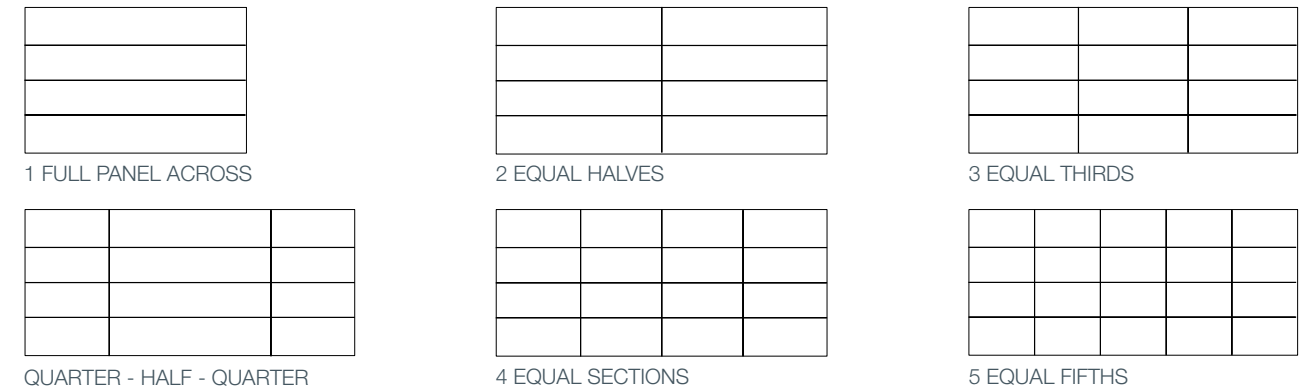 1 FULL PANEL ACROSS
2 EQUAL HALVES
3 EQUAL THIRDS
QUARTER - HALF - QUARTER
4 EQUAL SECTIONS
5 EQUAL FIFTHS